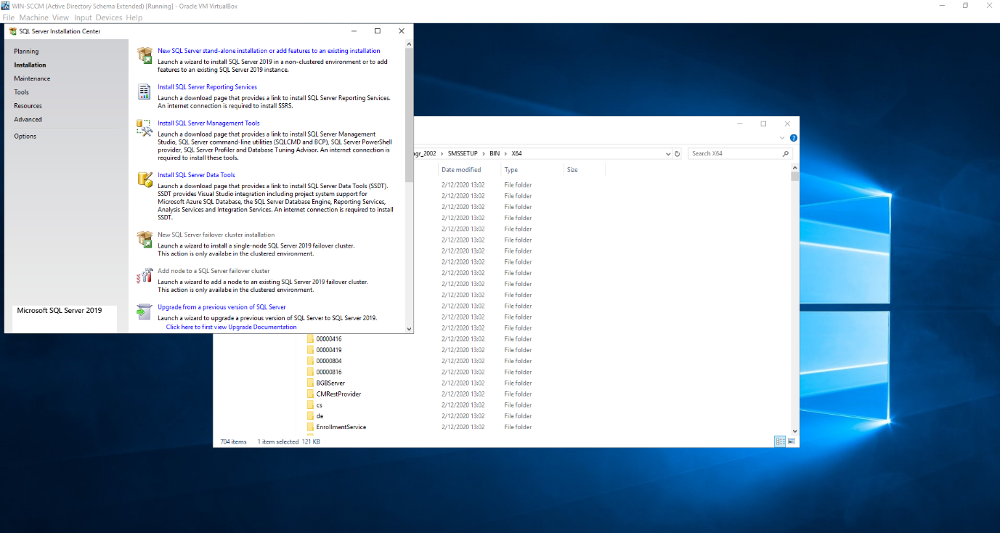 WIN-SCCM (Active Directory Schema Extended) [Running] - Oracle VM VirtualBox
File Machine View Input Devices Help
SQL Server Installation Center
Planning
Installation
Maintenance
Tools
Resources
Advanced
Options
Microsoft SQL Server 2019
New SQL Server stand-alone installation or add features to an existing installation
Launch a wizard to install SQL Server 2019 in a non-clustered environment or to add
features to an existing SQL Server 2019 instance.
Install SQL Server Reporting Services
Launch a download page that provides a link to install SQL Server Reporting Services.
An internet connection is required to install SSRS.
Install SQL Server Management Tools
Launch a download page that provides a link to install SQL Server Management
Studio, SQL Server command-line utilities (SQLCMD and BCP), SQL Server PowerShell
provider, SQL Server Profiler and Database Tuning Advisor. An internet connection is
required to install these tools.
Install SQL Server Data Tools
Launch a download page that provides a link to install SQL Server Data Tools (SSDT).
SSDT provides Visual Studio integration including project system support for
Microsoft Azure SQL Database, the SQL Server Database Engine, Reporting Services,
Analysis Services and Integration Services. An internet connection is required to install
SSDT.
New SQL Server failover cluster installation
Launch a wizard to install a single-node SQL Server 2019 failover cluster.
This action is only availabe in the clustered environment.
Add node to a SQL Server failover cluster
Launch a wizard to add a node to an existing SQL Server 2019 failover cluster.
This action is only availabe in the clustered environment.
Upgrade from a previous version of SQL Server
Launch a wizard to upgrade a previous version of SQL Server to SQL Server 2019.
Click here to first view Upgrade Documentation
gr_2002 › SMSSETUP › BIN › X64
Search X64
Date modified Type Size
2/12/2020 13:02 File folder
2/12/2020 13:02 File folder
2/12/2020 13:02 File folder
2/12/2020 13:02 File folder
2/12/2020 13:02 File folder
2/12/2020 13:02 File folder
2/12/2020 13:02 File folder
2/12/2020 13:02 File folder
2/12/2020 13:02 File folder
2/12/2020 13:02 File folder
2/12/2020 13:02 File folder
2/12/2020 13:02 File folder
2/12/2020 13:02 File folder
2/12/2020 13:02 File folder
00000416 2/12/2020 13:02 File folder
00000419 2/12/2020 13:02 File folder
00000804 2/12/2020 13:02 File folder
00000816 2/12/2020 13:02 File folder
BGBServer 2/12/2020 13:02 File folder
CMRestProvider 2/12/2020 13:02 File folder
cs 2/12/2020 13:02 File folder
de 2/12/2020 13:02 File folder
EnrollmentService 2/12/2020 13:02 File folder
704 items 1 item selected 121 KB